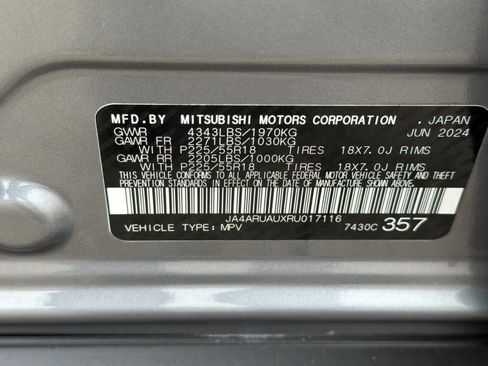 MFD.BY MITSUBISHI MOTORS CORPORATION . JAPAN
GVWR 4343LBS/1970KG JUN 2024
GAWR FR 2271LBS/1030KG
WITH P225/55R18 TIRES 18X7.0J RIMS
GAWR RR 2205LBS/1000KG
WITH P225/55R18 TIRES 18X7.0J RIMS
THIS VEHICLE CONFORMS TO ALL APPLICABLE FEDERAL MOTOR VEHICLE SAFETY, BUMPER, AND THEFT PREVENTION STANDARDS IN EFFECT ON THE DATE OF MANUFACTURE SHOWN ABOVE.
JA4ARUAUXRU017116
VEHICLE TYPE: MPV 7430C 357